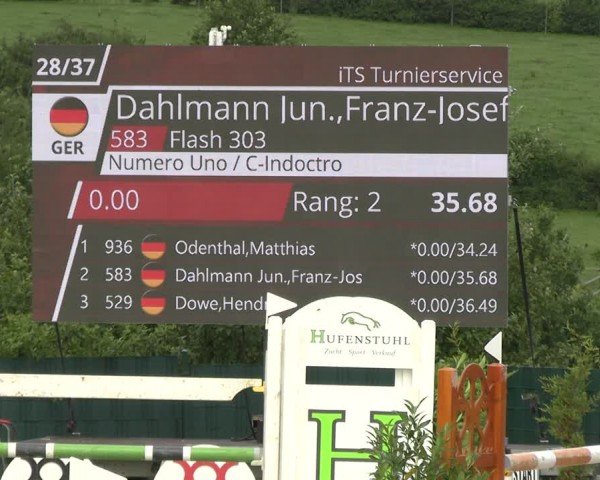 28/37
iTS Turnierservice
GER
Dahlmann Jun.,Franz-Josef
583 Flash 303
Numero Uno / C-Indoctro
0.00 Rang: 2 35.68
1 936 Odenthal,Matthias *0.00/34.24
2 583 Dahlmann Jun.,Franz-Jos *0.00/35.68
3 529 Dowe,Hendr *0.00/36.49
HUFENSTUHL
Zucht Sport Verkauf
H
START